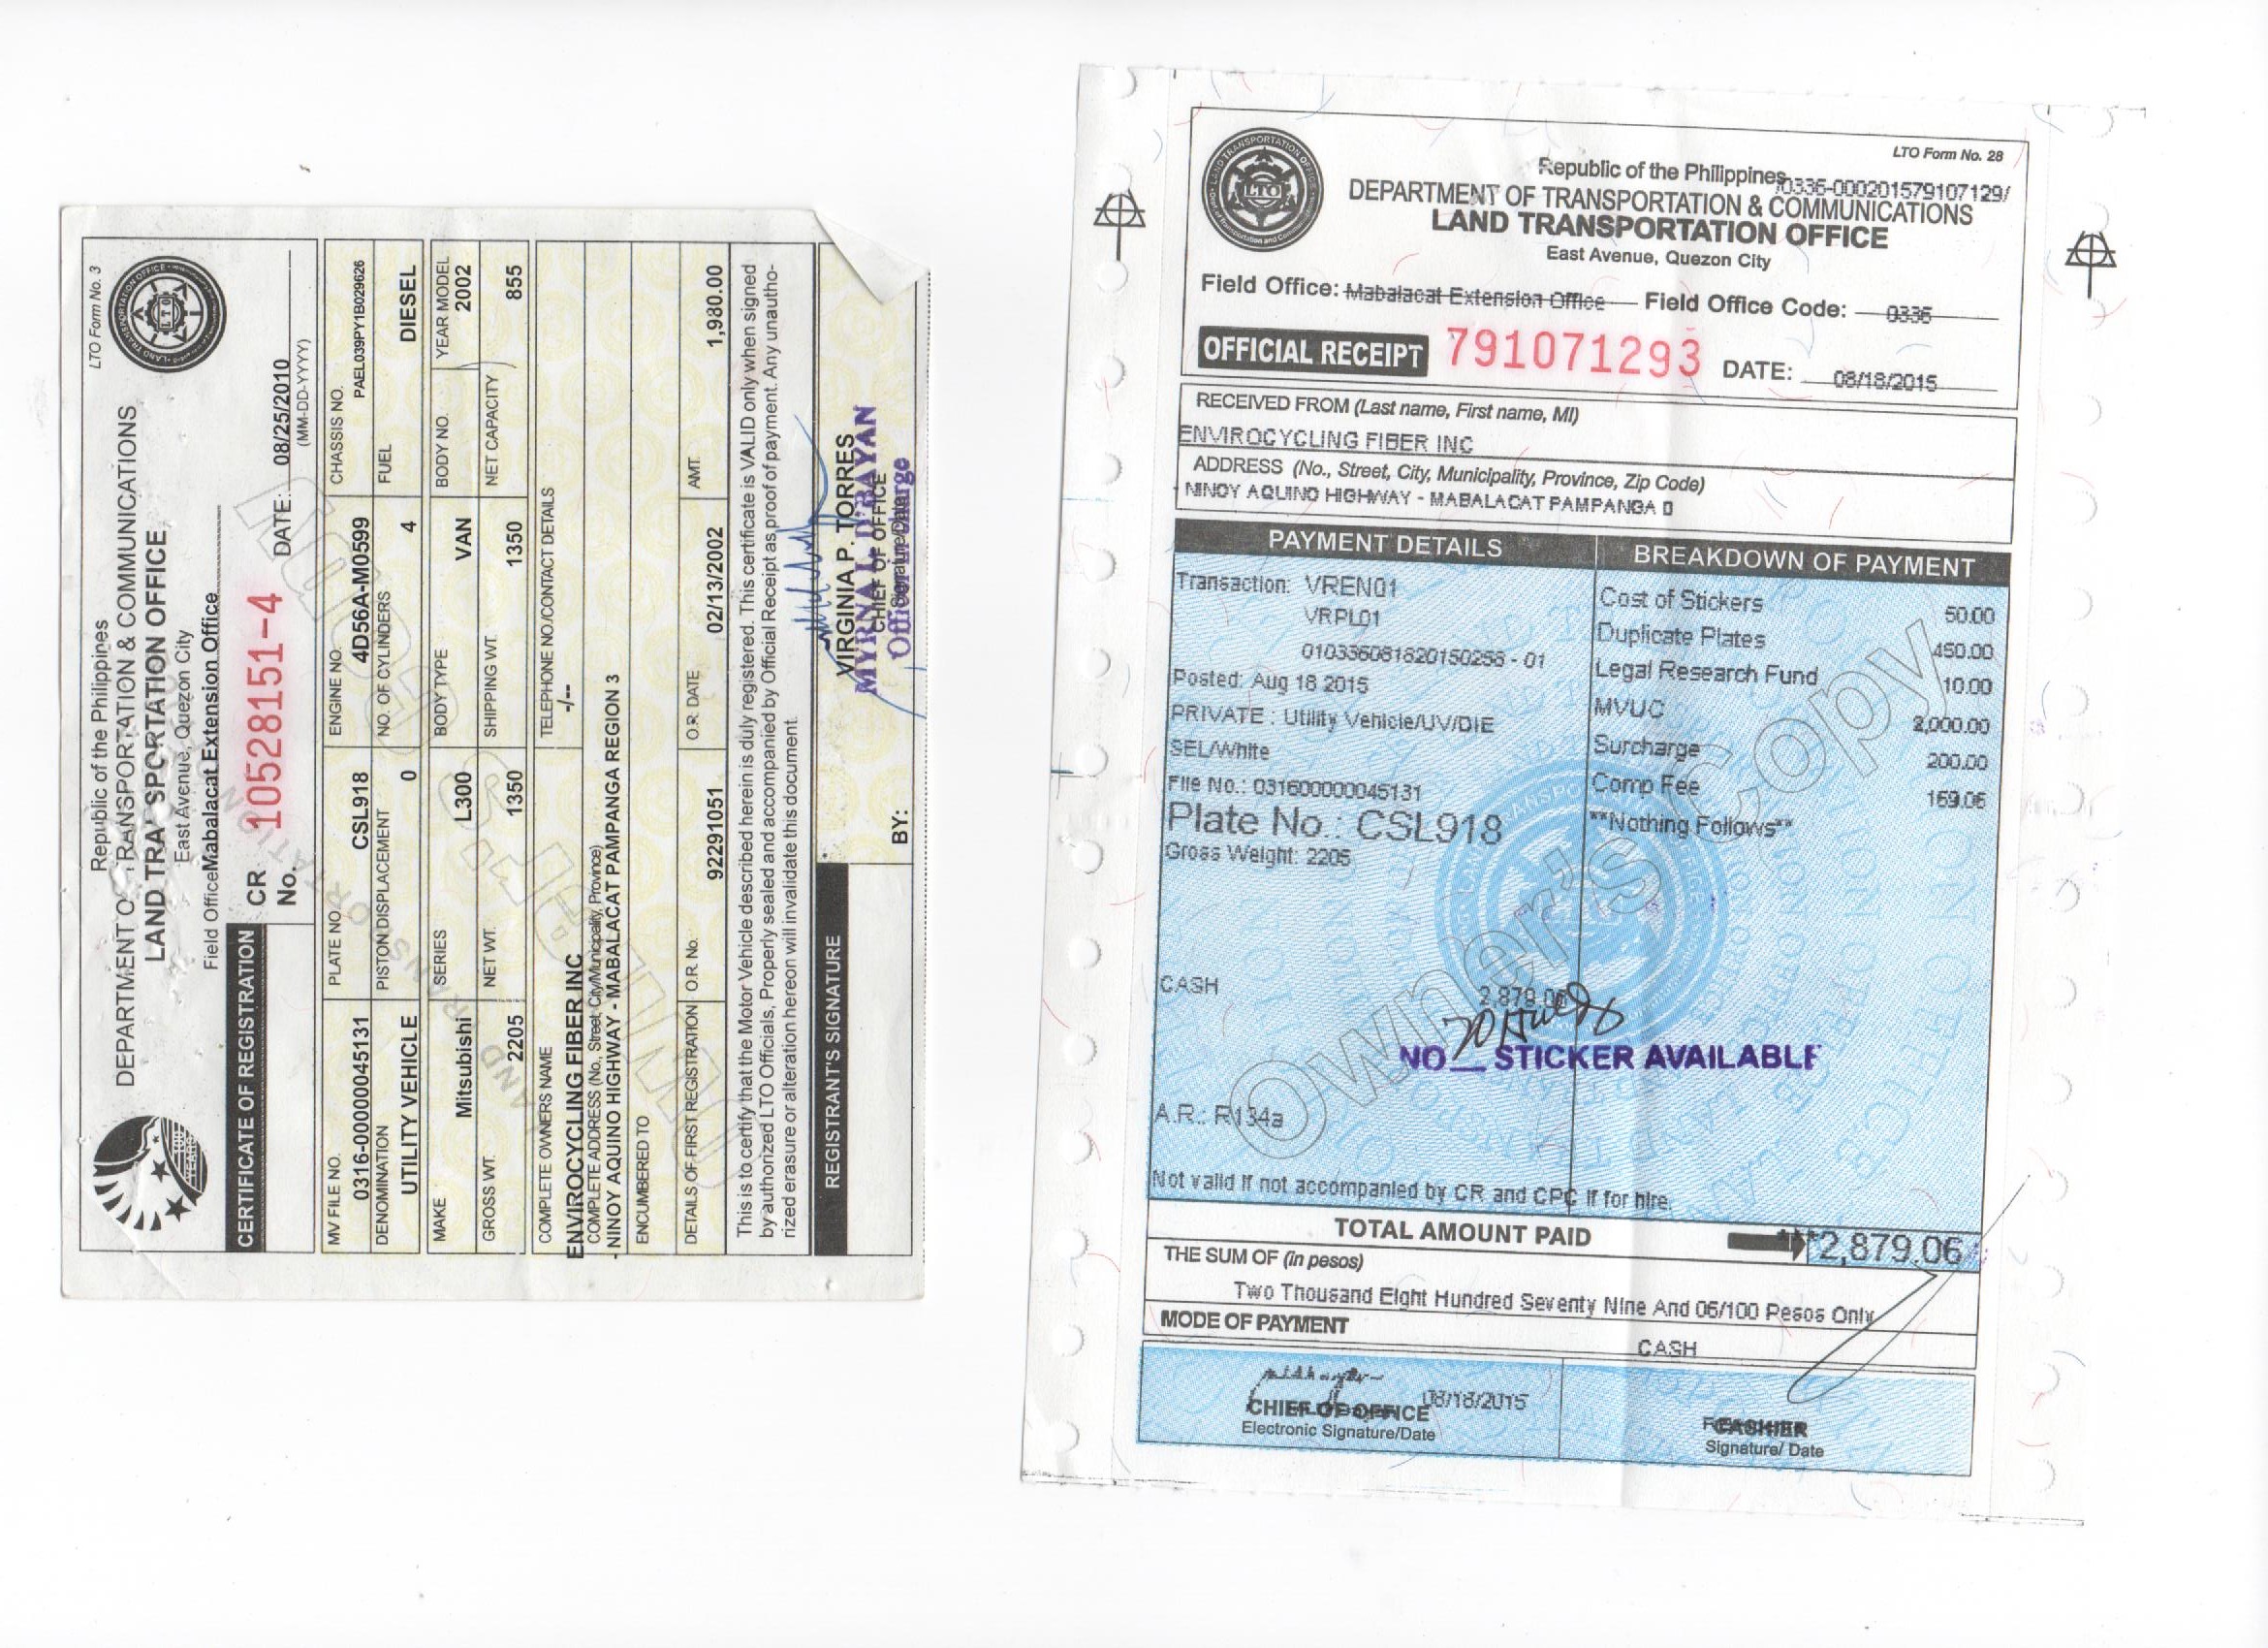 LTO Form No. 3
Republic of the Philippines
DEPARTMENT OF TRANSPORTATION & COMMUNICATIONS
LAND TRANSPORTATION OFFICE
East Avenue, Quezon City
Field Office Mabalacat Extension Office
CERTIFICATE OF REGISTRATION
CR No. 10528151-4
DATE: 08/25/2010
(MM-DD-YYYY)
MV FILE NO. PLATE NO. ENGINE NO. CHASSIS NO.
0316-00000045131 CSL918 4D56A-M0599 PAEL039PY1B029626
DENOMINATION PISTON DISPLACEMENT NO. OF CYLINDERS FUEL
UTILITY VEHICLE 0 4 DIESEL
MAKE SERIES BODY TYPE BODY NO. YEAR MODEL
Mitsubishi L300 VAN 2002
GROSS WT. NET WT. SHIPPING WT. NET CAPACITY
2205 1350 1350 855
COMPLETE OWNERS NAME TELEPHONE NO./CONTACT DETAILS
ENVIROCYCLING FIBER INC -/--
COMPLETE ADDRESS (No., Street, City/Municipality, Province)
- NINOY AQUINO HIGHWAY - MABALACAT PAMPANGA REGION 3
ENCUMBERED TO
DETAILS OF FIRST REGISTRATION O.R. No. O.R. DATE AMT.
92291051 02/13/2002 1,980.00
This is to certify that the Motor Vehicle described herein is duly registered. This certificate is VALID only when signed
by authorized LTO Officials, Properly sealed and accompanied by Official Receipt as proof of payment. Any unautho-
rized erasure or alteration hereon will invalidate this document.
REGISTRANT'S SIGNATURE
VIRGINIA P. TORRES
MYRNA L. D'BAYAN
CHIEF OF OFFICE
Officer in Charge
BY:
LTO Form No. 28
Republic of the Philippines
0336-000201579107129/
DEPARTMENT OF TRANSPORTATION & COMMUNICATIONS
LAND TRANSPORTATION OFFICE
East Avenue, Quezon City
Field Office: Mabalacat Extension Office Field Office Code: 0336
OFFICIAL RECEIPT 791071293 DATE: 08/18/2015
RECEIVED FROM (Last name, First name, MI)
ENVIROCYCLING FIBER INC
ADDRESS (No., Street, City, Municipality, Province, Zip Code)
- NINOY AQUINO HIGHWAY - MABALACAT PAMPANGA 0
PAYMENT DETAILS BREAKDOWN OF PAYMENT
Transaction: VREN01 Cost of Stickers 50.00
VRPL01 Duplicate Plates 450.00
010336081820150256 - 01 Legal Research Fund 10.00
Posted: Aug 18 2015 MVUC 2,000.00
PRIVATE : Utility Vehicle/UV/DIE Surcharge 200.00
SEL/White Comp Fee 169.06
File No.: 031600000045131 **Nothing Follows**
Plate No.: CSL918
Gross Weight: 2205
Owner's Copy
CASH 2,879.06
NO STICKER AVAILABLE
A.R.: R134a
Not valid if not accompanied by CR and CPC if for hire.
TOTAL AMOUNT PAID ***2,879.06
THE SUM OF (in pesos)
Two Thousand Eight Hundred Seventy Nine And 06/100 Pesos Only
MODE OF PAYMENT
CASH
08/18/2015
CHIEF OF OFFICE
Electronic Signature/Date
CASHIER
Signature/ Date